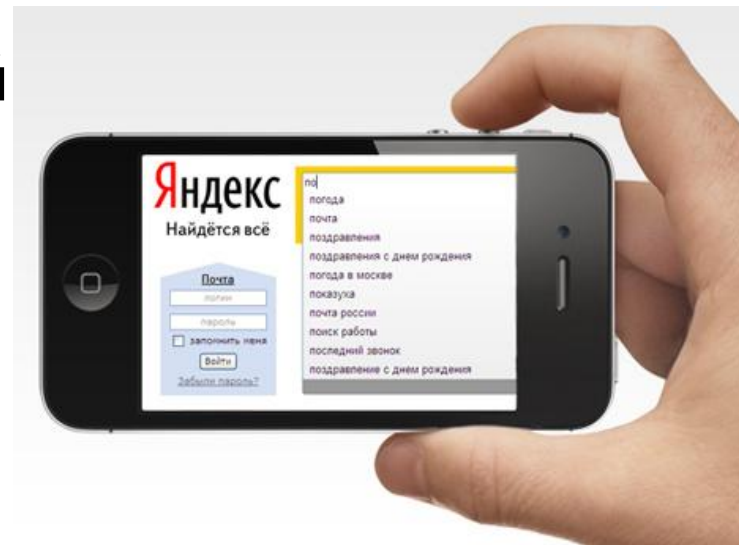 Яндекс
Найдётся всё
Почта
логин
пароль
запомнить меня
Войти
Забыли пароль?
по
погода
почта
поздравления
поздравления с днем рождения
погода в москве
показуха
почта россии
поиск работы
последний звонок
поздравление с днем рождения